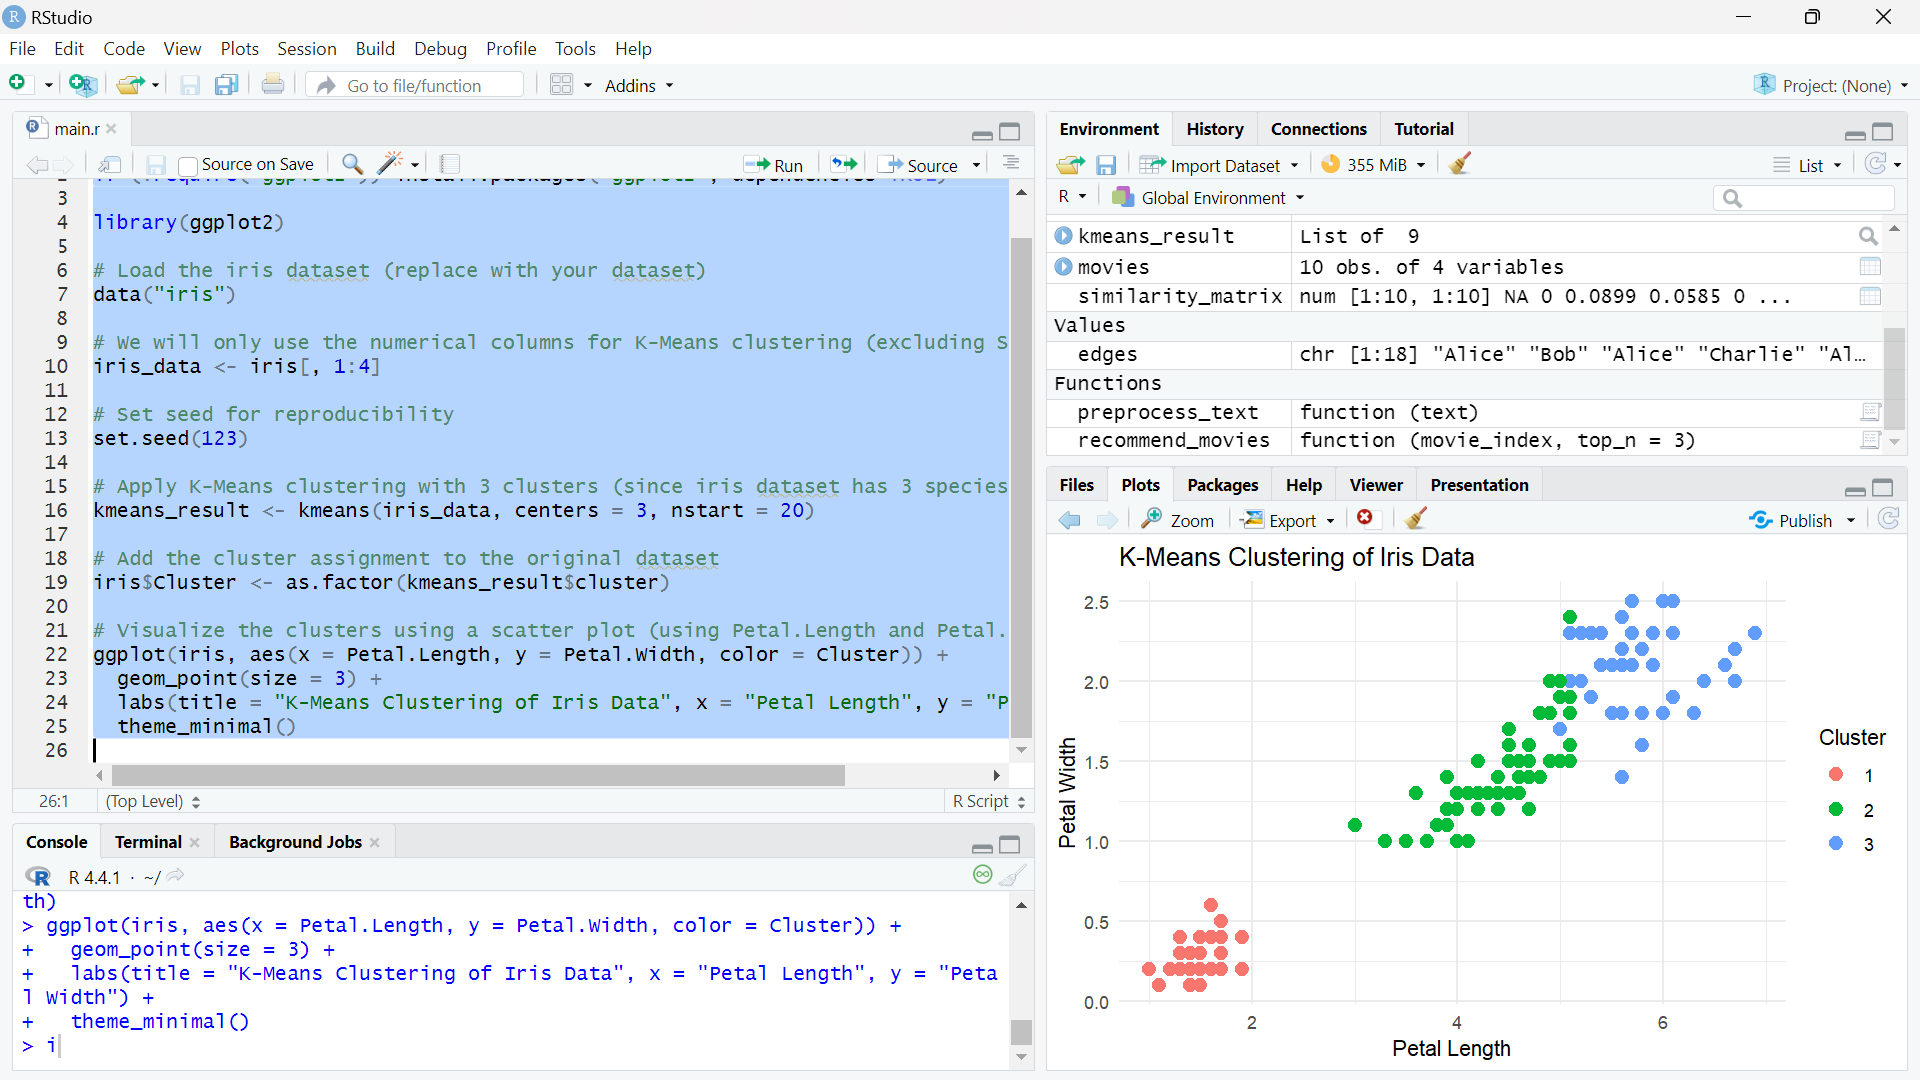 RStudio
File Edit Code View Plots Session Build Debug Profile Tools Help
Go to file/function
Addins
Project: (None)
main.r
Source on Save
Run
Source
3
4 library(ggplot2)
5
6 # Load the iris dataset (replace with your dataset)
7 data("iris")
8
9 # We will only use the numerical columns for K-Means clustering (excluding S
10 iris_data <- iris[, 1:4]
11
12 # Set seed for reproducibility
13 set.seed(123)
14
15 # Apply K-Means clustering with 3 clusters (since iris dataset has 3 species
16 kmeans_result <- kmeans(iris_data, centers = 3, nstart = 20)
17
18 # Add the cluster assignment to the original dataset
19 iris$Cluster <- as.factor(kmeans_result$cluster)
20
21 # Visualize the clusters using a scatter plot (using Petal.Length and Petal.
22 ggplot(iris, aes(x = Petal.Length, y = Petal.Width, color = Cluster)) +
23 geom_point(size = 3) +
24 labs(title = "K-Means Clustering of Iris Data", x = "Petal Length", y = "P
25 theme_minimal()
26
26:1 (Top Level) R Script
Console Terminal Background Jobs
R 4.4.1 · ~/
th)
> ggplot(iris, aes(x = Petal.Length, y = Petal.Width, color = Cluster)) +
+ geom_point(size = 3) +
+ labs(title = "K-Means Clustering of Iris Data", x = "Petal Length", y = "Peta
l Width") +
+ theme_minimal()
> i
Environment History Connections Tutorial
Import Dataset 355 MiB List
R Global Environment
kmeans_result List of 9
movies 10 obs. of 4 variables
similarity_matrix num [1:10, 1:10] NA 0 0.0899 0.0585 0 ...
Values
edges chr [1:18] "Alice" "Bob" "Alice" "Charlie" "Al…
Functions
preprocess_text function (text)
recommend_movies function (movie_index, top_n = 3)
Files Plots Packages Help Viewer Presentation
Zoom Export Publish
K-Means Clustering of Iris Data
2.5
2.0
1.5
1.0
0.5
0.0
Petal Width
2 4 6
Petal Length
Cluster
1
2
3